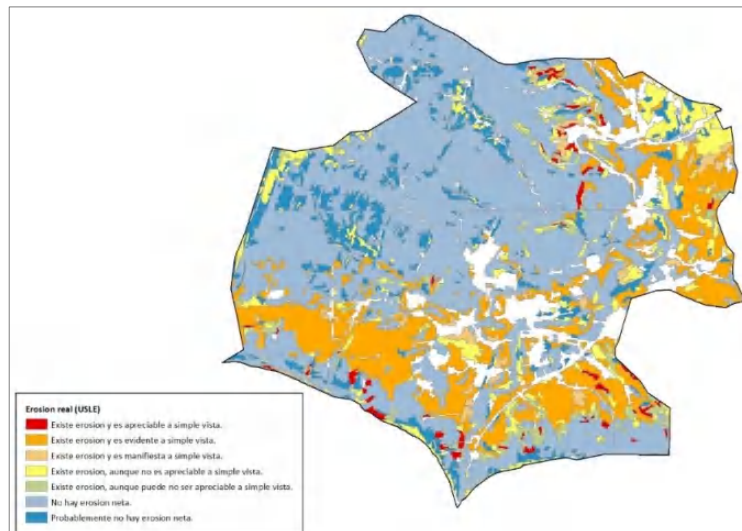 Erosion real (USLE)
Existe erosion y es apreciable a simple vista.
Existe erosion y es evidente a simple vista.
Existe erosion y es manifiesta a simple vista.
Existe erosion, aunque no es apreciable a simple vista.
Existe erosion, aunque puede no ser apreciable a simple vista.
No hay erosion neta.
Probablemente no hay erosion neta.